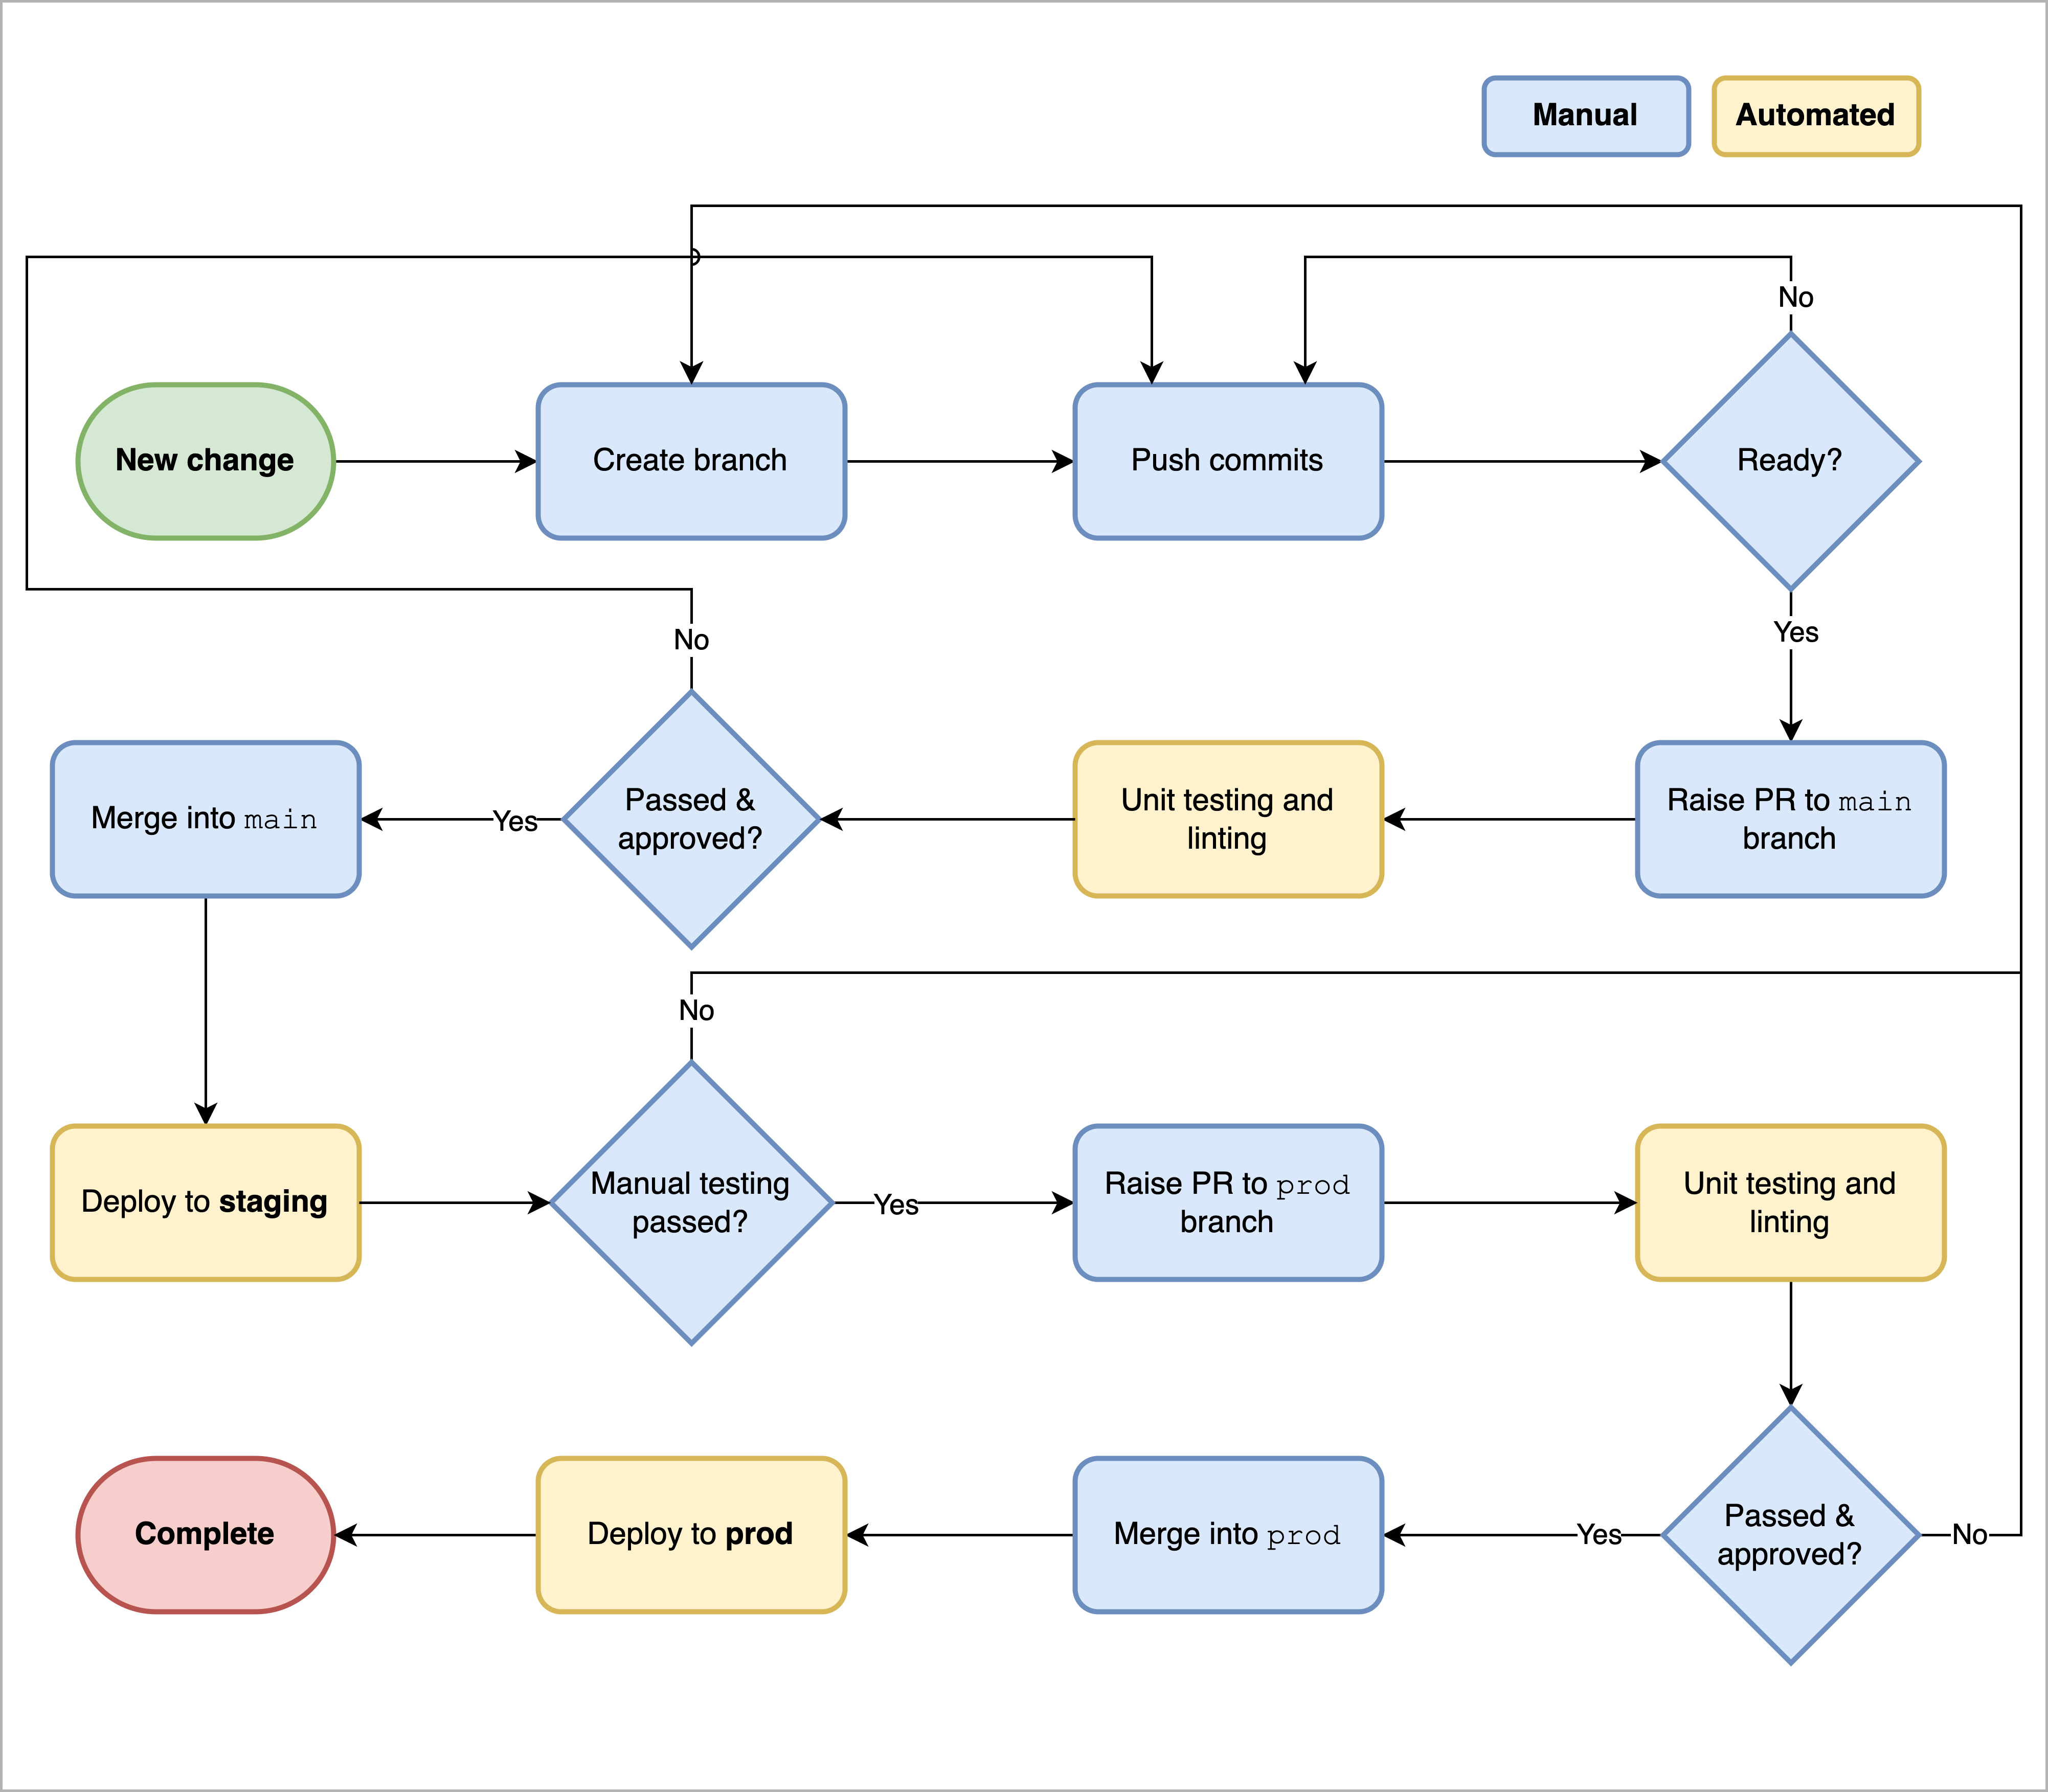 Manual
Automated
No
New change
Create branch
Push commits
Ready?
No
Yes
Merge into main
Yes
Passed &
approved?
Unit testing and
linting
Raise PR to main
branch
No
Deploy to staging
Manual testing
passed?
Yes
Raise PR to prod
branch
Unit testing and
linting
Complete
Deploy to prod
Merge into prod
Yes
Passed &
approved?
No